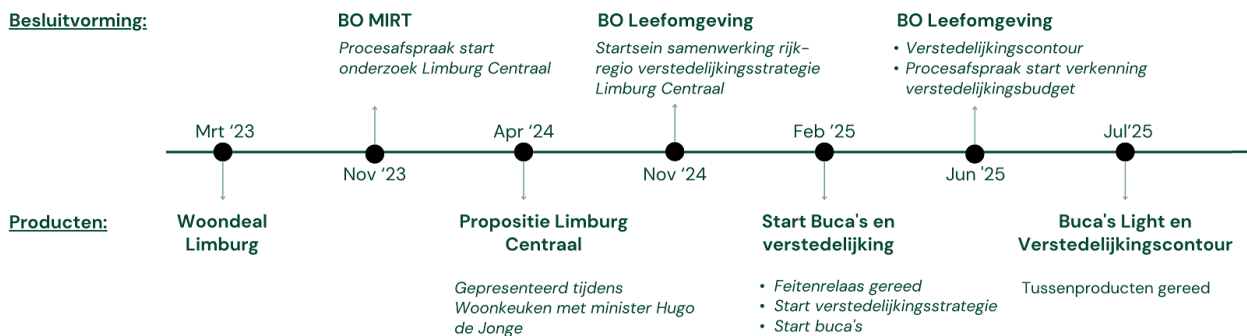 Besluitvorming:
BO MIRT
Procesafspraak start
onderzoek Limburg Centraal
BO Leefomgeving
Startsein samenwerking rijk-
regio verstedelijkingsstrategie
Limburg Centraal
BO Leefomgeving
• Verstedelijkingscontour
• Procesafspraak start verkenning
verstedelijkingsbudget
Mrt ‘23
Nov ‘23
Apr ‘24
Nov ‘24
Feb ‘25
Jun '25
Jul’25
Producten:
Woondeal
Limburg
Propositie Limburg
Centraal
Gepresenteerd tijdens
Woonkeuken met minister Hugo
de Jonge
Start Buca's en
verstedelijking
• Feitenrelaas gereed
• Start verstedelijkingsstrategie
• Start buca's
Buca's Light en
Verstedelijkingscontour
Tussenproducten gereed